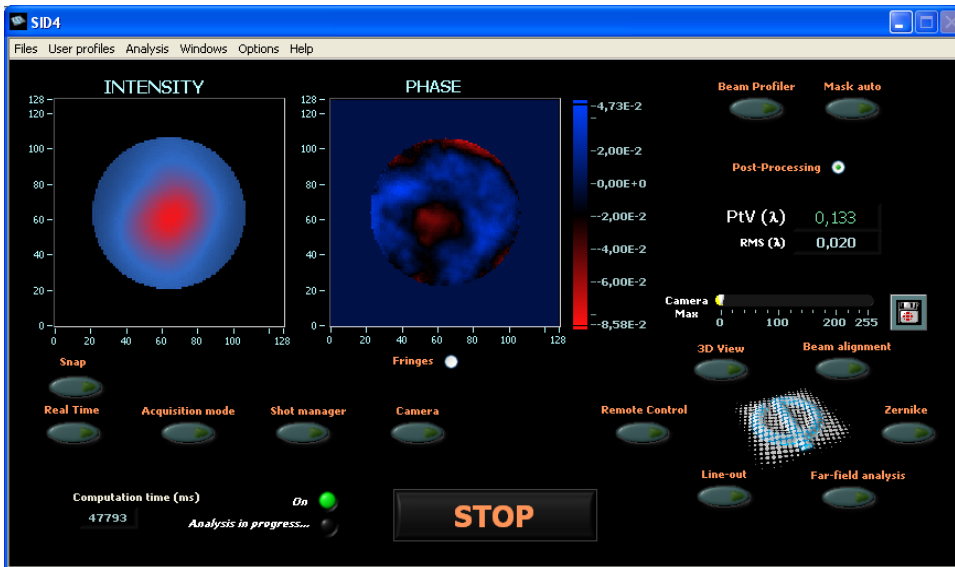 SID4
Files User profiles Analysis Windows Options Help
INTENSITY
128
120
100
80
60
40
20
0
0 20 40 60 80 100 128
PHASE
128
120
100
80
60
40
20
0
0 20 40 60 80 100 128
4,73E-2
2,00E-2
0,00E+0
-2,00E-2
-4,00E-2
-6,00E-2
-8,58E-2
Beam Profiler Mask auto
Post-Processing
PtV (λ) 0,133
RMS (λ) 0,020
Camera
Max
0 100 200 255
Fringes
3D View Beam alignment
Snap
Real Time Acquisition mode Shot manager Camera Remote Control Zernike
Line-out Far-field analysis
Computation time (ms)
47793
On
Analysis in progress...
STOP